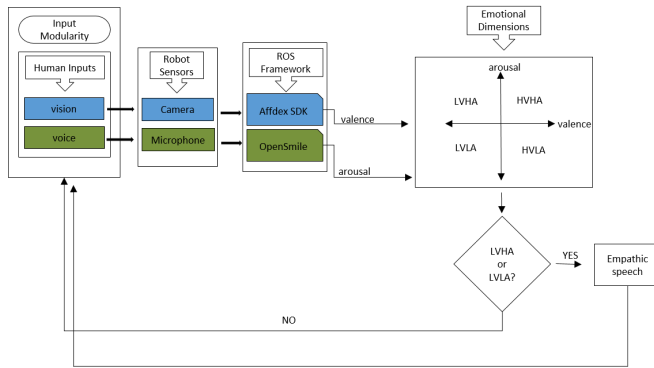 Input
Modularity
Human Inputs
vision
voice
Robot
Sensors
Camera
Microphone
ROS
Framework
Affdex SDK
OpenSmile
valence
arousal
Emotional
Dimensions
arousal
LVHA
HVHA
valence
LVLA
HVLA
LVHA
or
LVLA?
YES
Empathic
speech
NO